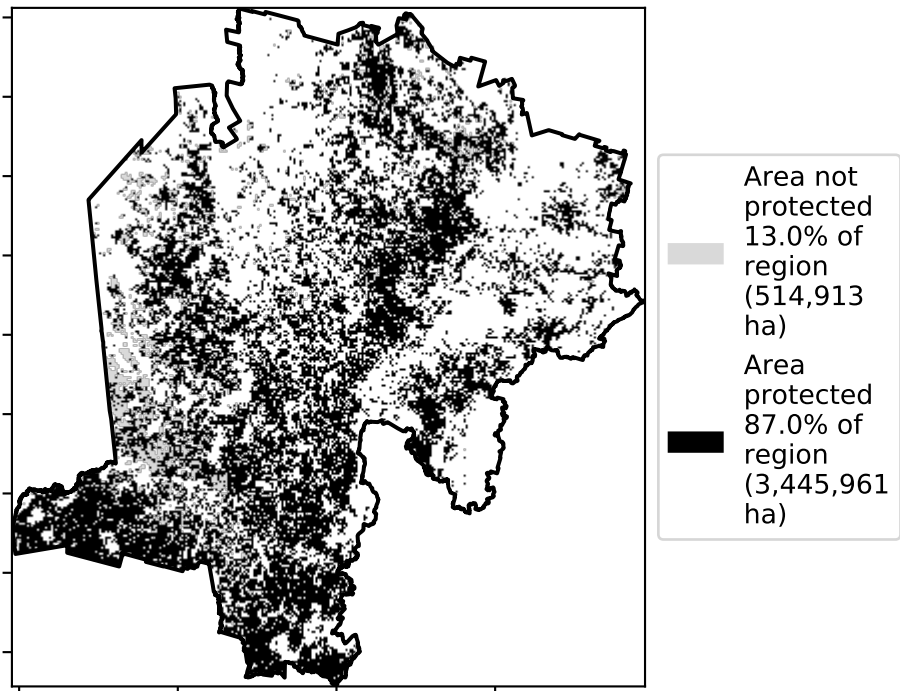 Area not
protected
13.0% of
region
(514,913
ha)
Area
protected
87.0% of
region
(3,445,961
ha)